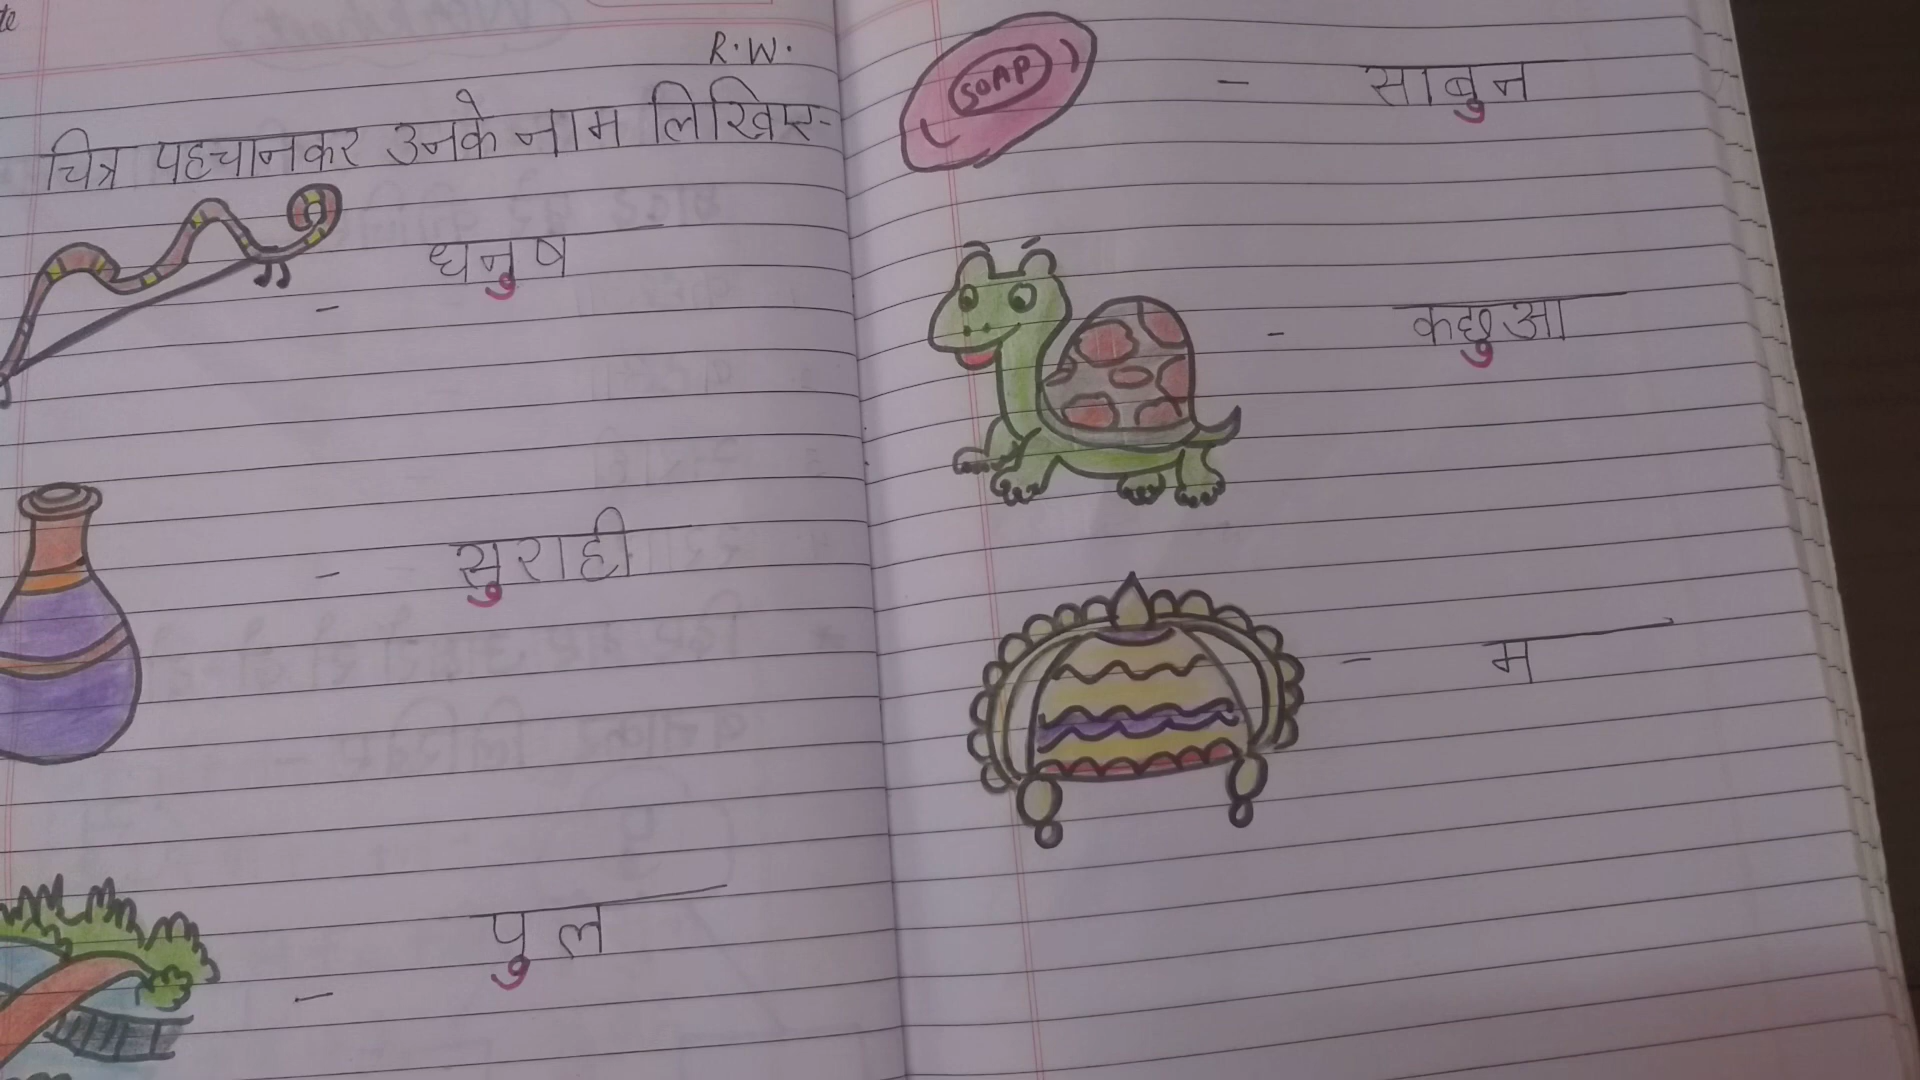 R.W.
चित्र पहचानकर उनके नाम लिखिए-
- धनुष
- सुराही
- पुल
SOAP - साबुन
- कछुआ
- म